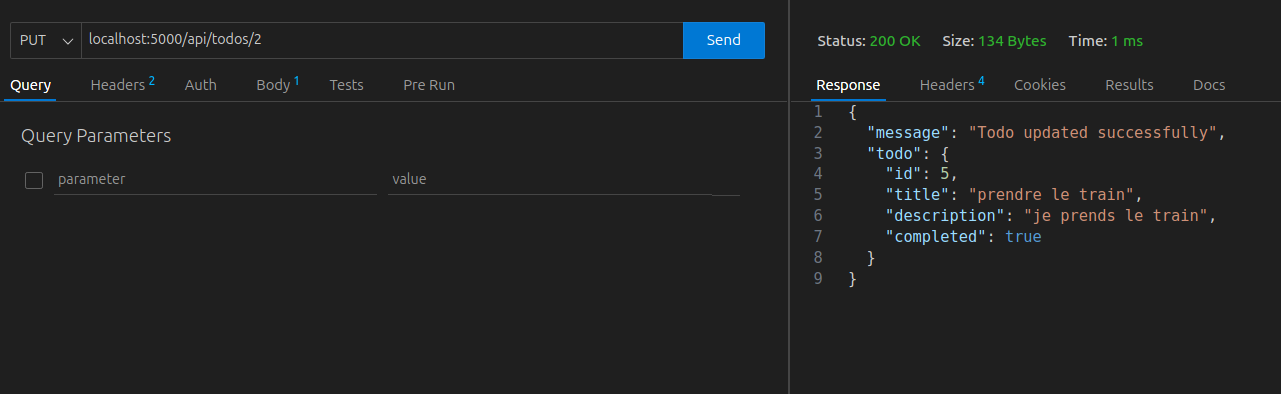 PUT localhost:5000/api/todos/2 Send
Query Headers 2 Auth Body 1 Tests Pre Run
Query Parameters
parameter value
Status: 200 OK Size: 134 Bytes Time: 1 ms
Response Headers 4 Cookies Results Docs
1 {
2 "message": "Todo updated successfully",
3 "todo": {
4 "id": 5,
5 "title": "prendre le train",
6 "description": "je prends le train",
7 "completed": true
8 }
9 }